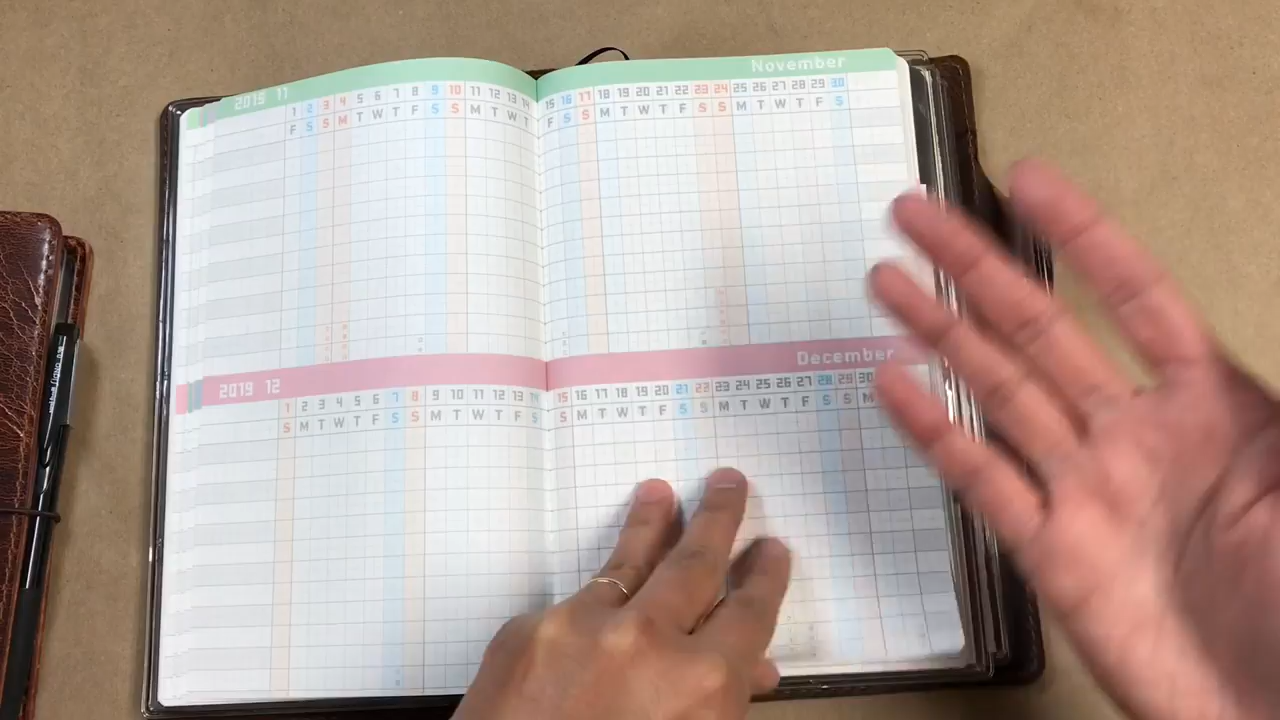 2019 11 November
1 2 3 4 5 6 7 8 9 10 11 12 13 14 15 16 17 18 19 20 21 22 23 24 25 26 27 28 29 30
F S S M T W T F S S M T W T F S S M T W T F S S M T W T F S
2019 12 December
1 2 3 4 5 6 7 8 9 10 11 12 13 14 15 16 17 18 19 20 21 22 23 24 25 26 27 28 29 30
S M T W T F S S M T W T F S S M T W T F S S M T W T F S S M